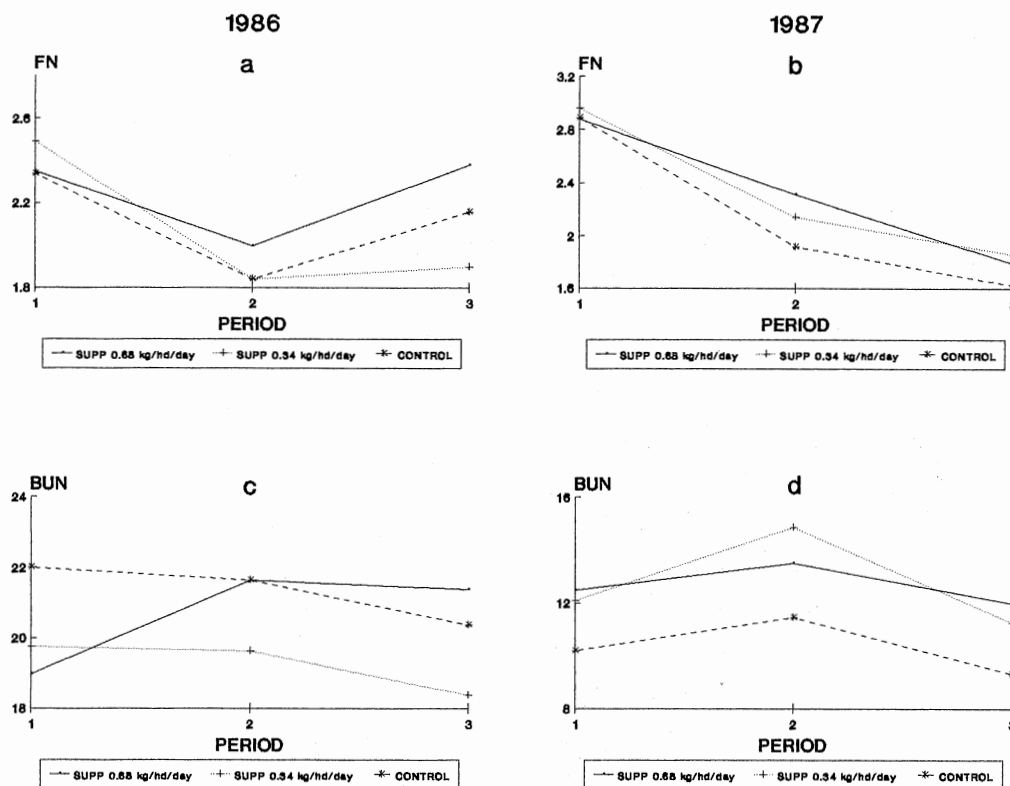 1986
1987
FN
a
2.6
2.2
1.8
1
2
3
PERIOD
SUPP 0.68 kg/hd/day SUPP 0.34 kg/hd/day CONTROL
FN
b
3.2
2.8
2.4
2
1.6
1
2
PERIOD
SUPP 0.68 kg/hd/day SUPP 0.34 kg/hd/day CONTROL
BUN
c
24
22
20
18
1
2
3
PERIOD
SUPP 0.68 kg/hd/day SUPP 0.34 kg/hd/day CONTROL
BUN
d
16
12
8
1
2
PERIOD
SUPP 0.68 kg/hd/day SUPP 0.34 kg/hd/day CONTROL